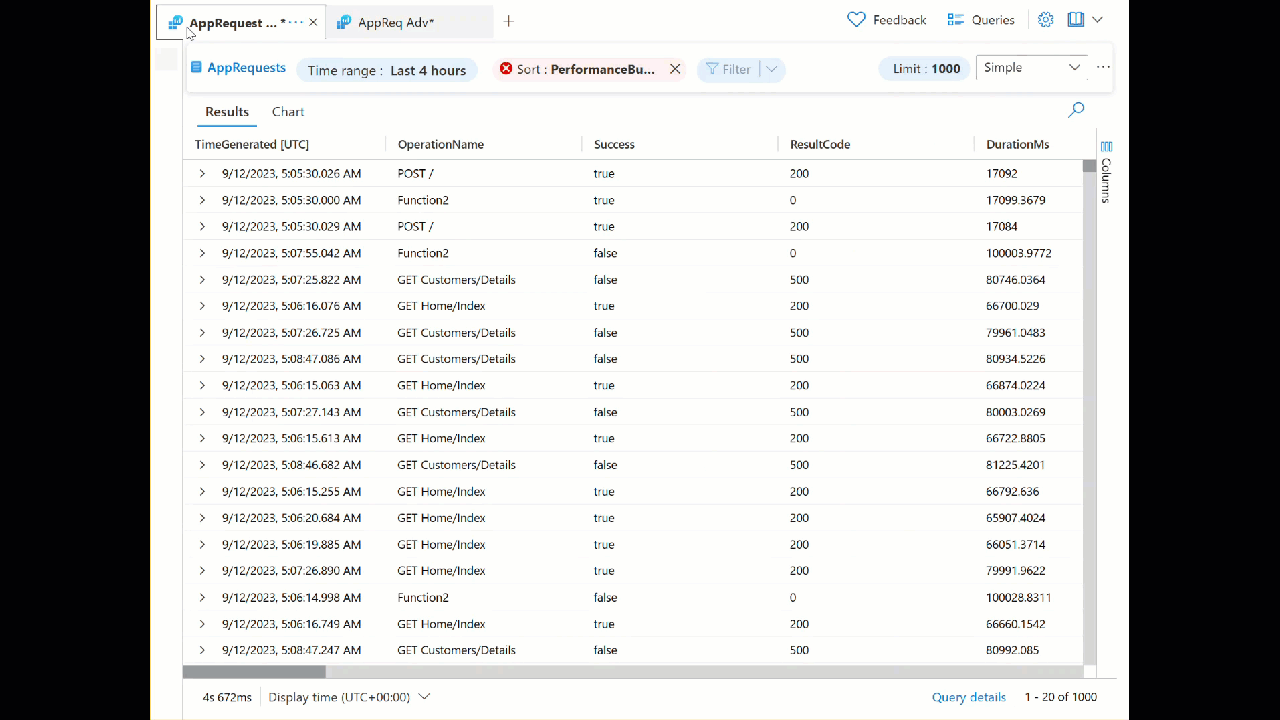 AppRequest ... * ··· ×
AppReq Adv*
+
Feedback
Queries
AppRequests
Time range : Last 4 hours
Sort : PerformanceBu...
Filter
Limit : 1000
Simple
···
Results Chart
TimeGenerated [UTC] OperationName Success ResultCode DurationMs
9/12/2023, 5:05:30.026 AM POST / true 200 17092
9/12/2023, 5:05:30.000 AM Function2 true 0 17099.3679
9/12/2023, 5:05:30.029 AM POST / true 200 17084
9/12/2023, 5:07:55.042 AM Function2 false 0 100003.9772
9/12/2023, 5:07:25.822 AM GET Customers/Details false 500 80746.0364
9/12/2023, 5:06:16.076 AM GET Home/Index true 200 66700.029
9/12/2023, 5:07:26.725 AM GET Customers/Details false 500 79961.0483
9/12/2023, 5:08:47.086 AM GET Customers/Details false 500 80934.5226
9/12/2023, 5:06:15.063 AM GET Home/Index true 200 66874.0224
9/12/2023, 5:07:27.143 AM GET Customers/Details false 500 80003.0269
9/12/2023, 5:06:15.613 AM GET Home/Index true 200 66722.8805
9/12/2023, 5:08:46.682 AM GET Customers/Details false 500 81225.4201
9/12/2023, 5:06:15.255 AM GET Home/Index true 200 66792.636
9/12/2023, 5:06:20.684 AM GET Home/Index true 200 65907.4024
9/12/2023, 5:06:19.885 AM GET Home/Index true 200 66051.3714
9/12/2023, 5:07:26.890 AM GET Home/Index true 200 79991.9622
9/12/2023, 5:06:14.998 AM Function2 false 0 100028.8311
9/12/2023, 5:06:16.749 AM GET Home/Index true 200 66660.1542
9/12/2023, 5:08:47.247 AM GET Customers/Details false 500 80992.085
Columns
4s 672ms Display time (UTC+00:00)
Query details 1 - 20 of 1000